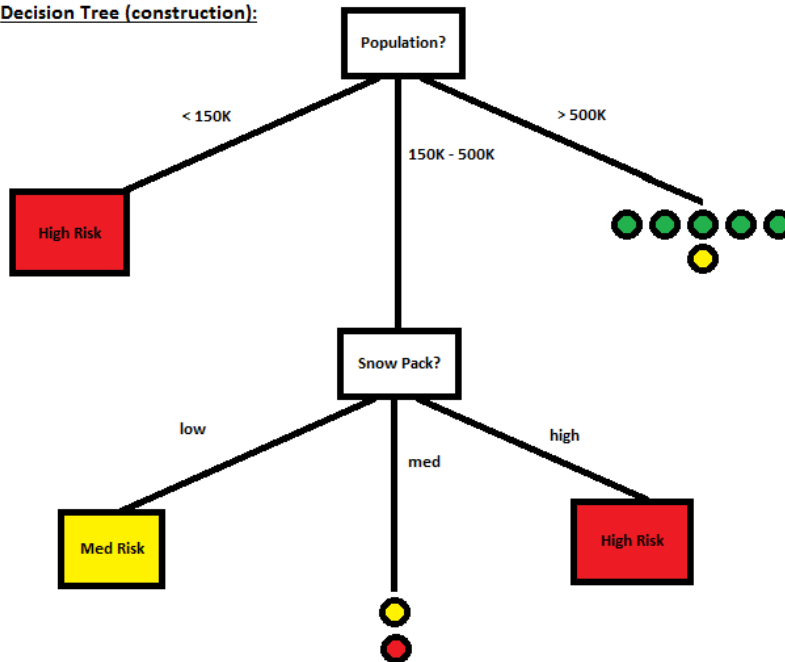 Decision Tree (construction):
Population?
< 150K
150K - 500K
> 500K
High Risk
Snow Pack?
low
med
high
Med Risk
High Risk